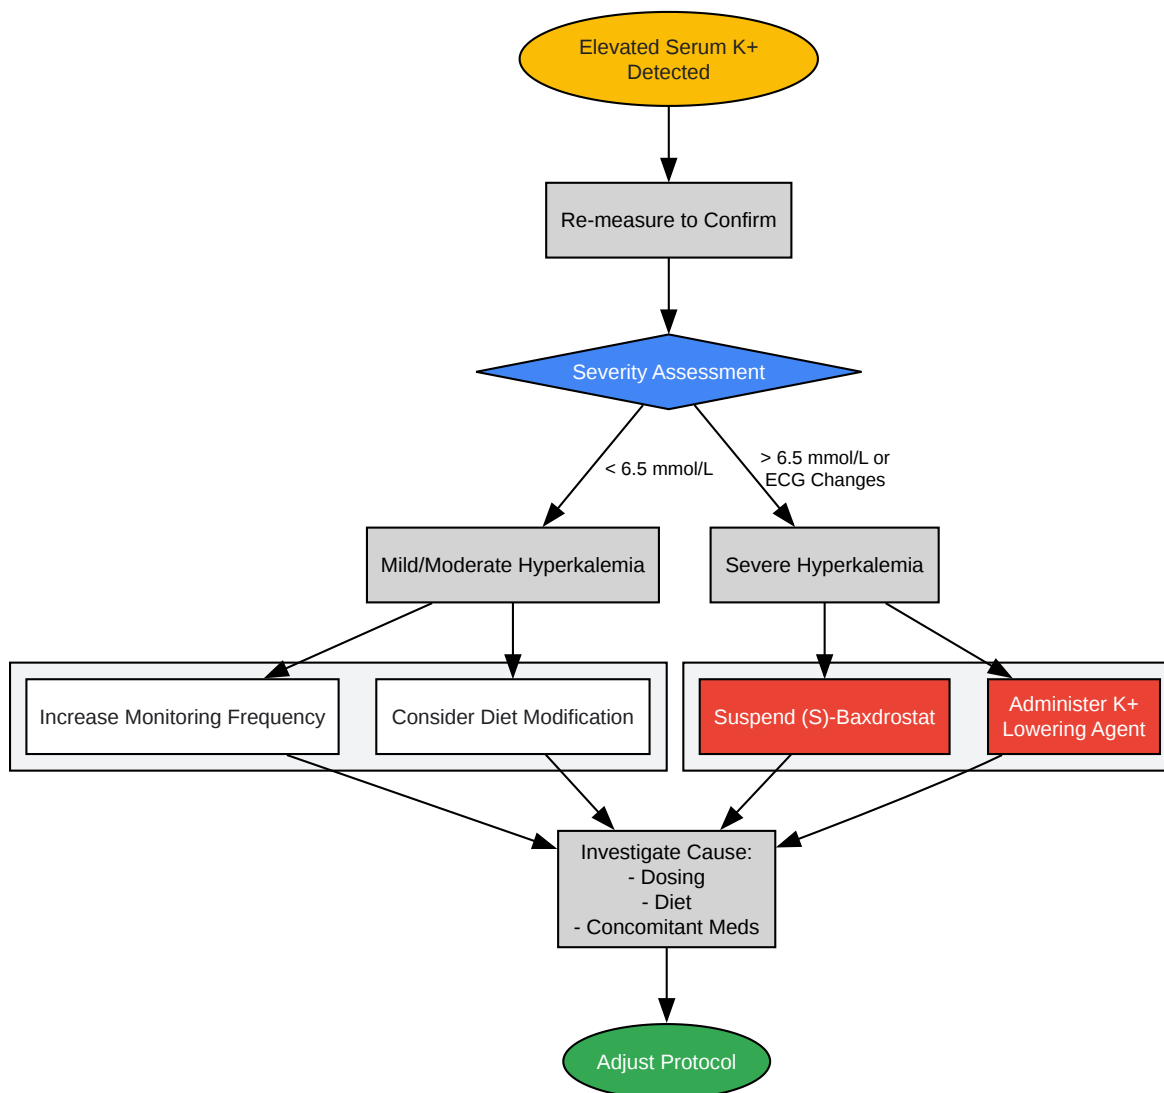 Elevated Serum K+
Detected
Re-measure to Confirm
Severity Assessment
< 6.5 mmol/L
> 6.5 mmol/L or
ECG Changes
Mild/Moderate Hyperkalemia
Severe Hyperkalemia
Increase Monitoring Frequency
Consider Diet Modification
Suspend (S)-Baxdrostat
Administer K+
Lowering Agent
Investigate Cause:
- Dosing
- Diet
- Concomitant Meds
Adjust Protocol